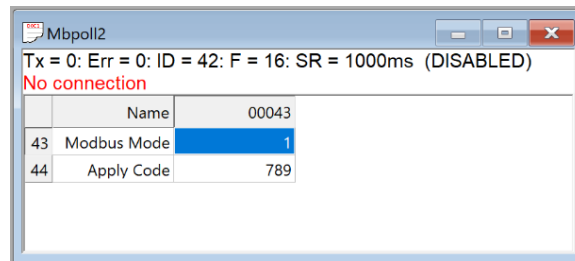 Mbpoll2
Tx = 0: Err = 0: ID = 42: F = 16: SR = 1000ms (DISABLED)
No connection
Name 00043
43 Modbus Mode 1
44 Apply Code 789